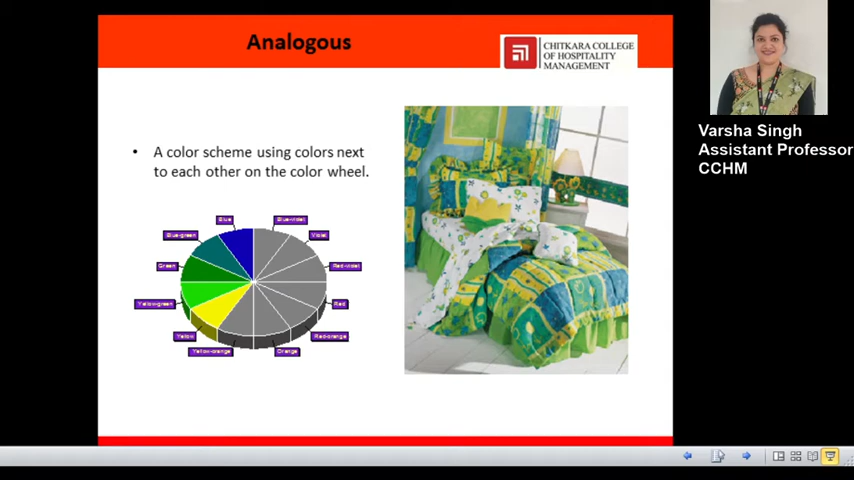 Analogous
CHITKARA COLLEGE
OF HOSPITALITY
MANAGEMENT
Varsha Singh
Assistant Professor
CCHM
• A color scheme using colors next
to each other on the color wheel.
Blue
Blue-violet
Blue-green
Violet
Green
Red-violet
Yellow-green
Red
Yellow
Red-orange
Yellow-orange
Orange